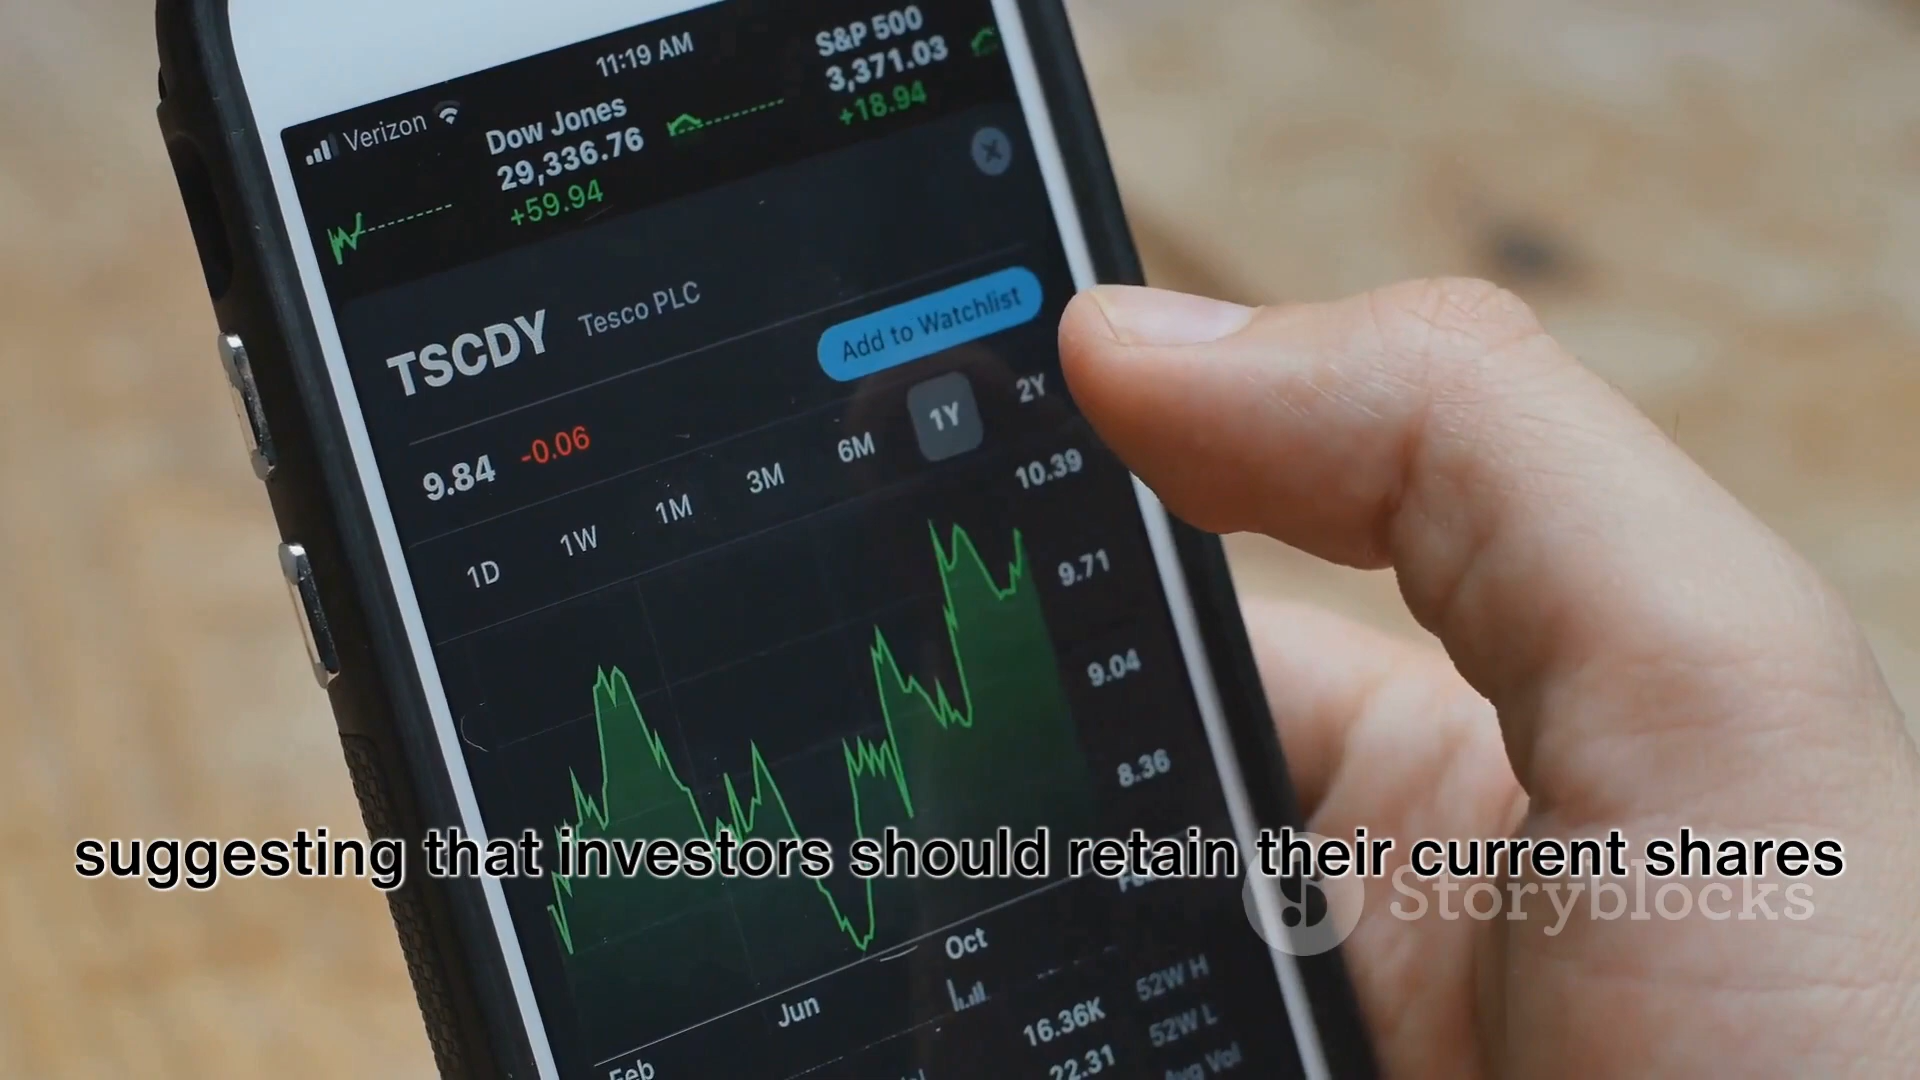 11:19 AM
S&P 500
3,371.03
+18.94
Verizon
Dow Jones
29,336.76
+59.94
TSCDY Tesco PLC
Add to Watchlist
9.84 -0.06
1D 1W 1M 3M 6M 1Y 2Y
10.39
9.71
9.04
8.36
suggesting that investors should retain their current shares
Storyblocks
Oct
Jun
Feb
16.36K 52W H
22.31 52W L
Avg Vol